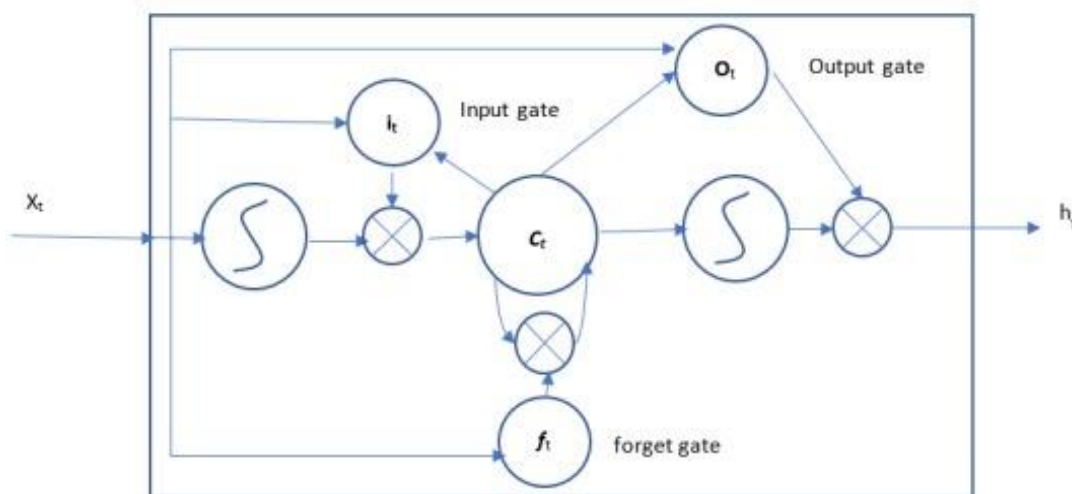 Oₜ
Output gate
iₜ
Input gate
Xₜ
Cₜ
hₜ
fₜ
forget gate